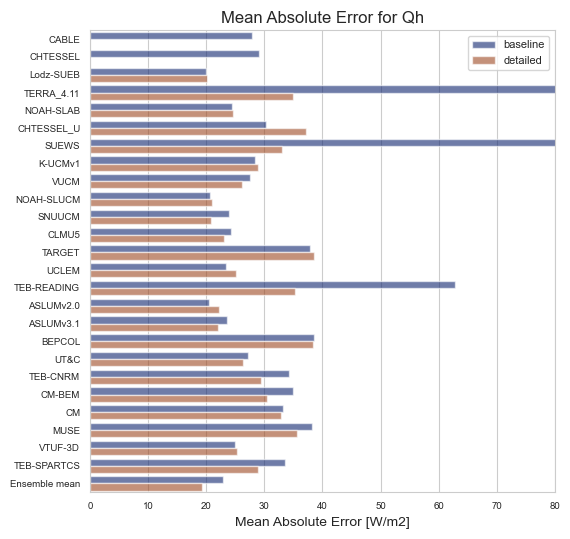 Mean Absolute Error for Qh
baseline
detailed
CABLE
CHTESSEL
Lodz-SUEB
TERRA_4.11
NOAH-SLAB
CHTESSEL_U
SUEWS
K-UCMv1
VUCM
NOAH-SLUCM
SNUUCM
CLMU5
TARGET
UCLEM
TEB-READING
ASLUMv2.0
ASLUMv3.1
BEPCOL
UT&C
TEB-CNRM
CM-BEM
CM
MUSE
VTUF-3D
TEB-SPARTCS
Ensemble mean
0 10 20 30 40 50 60 70 80
Mean Absolute Error [W/m2]